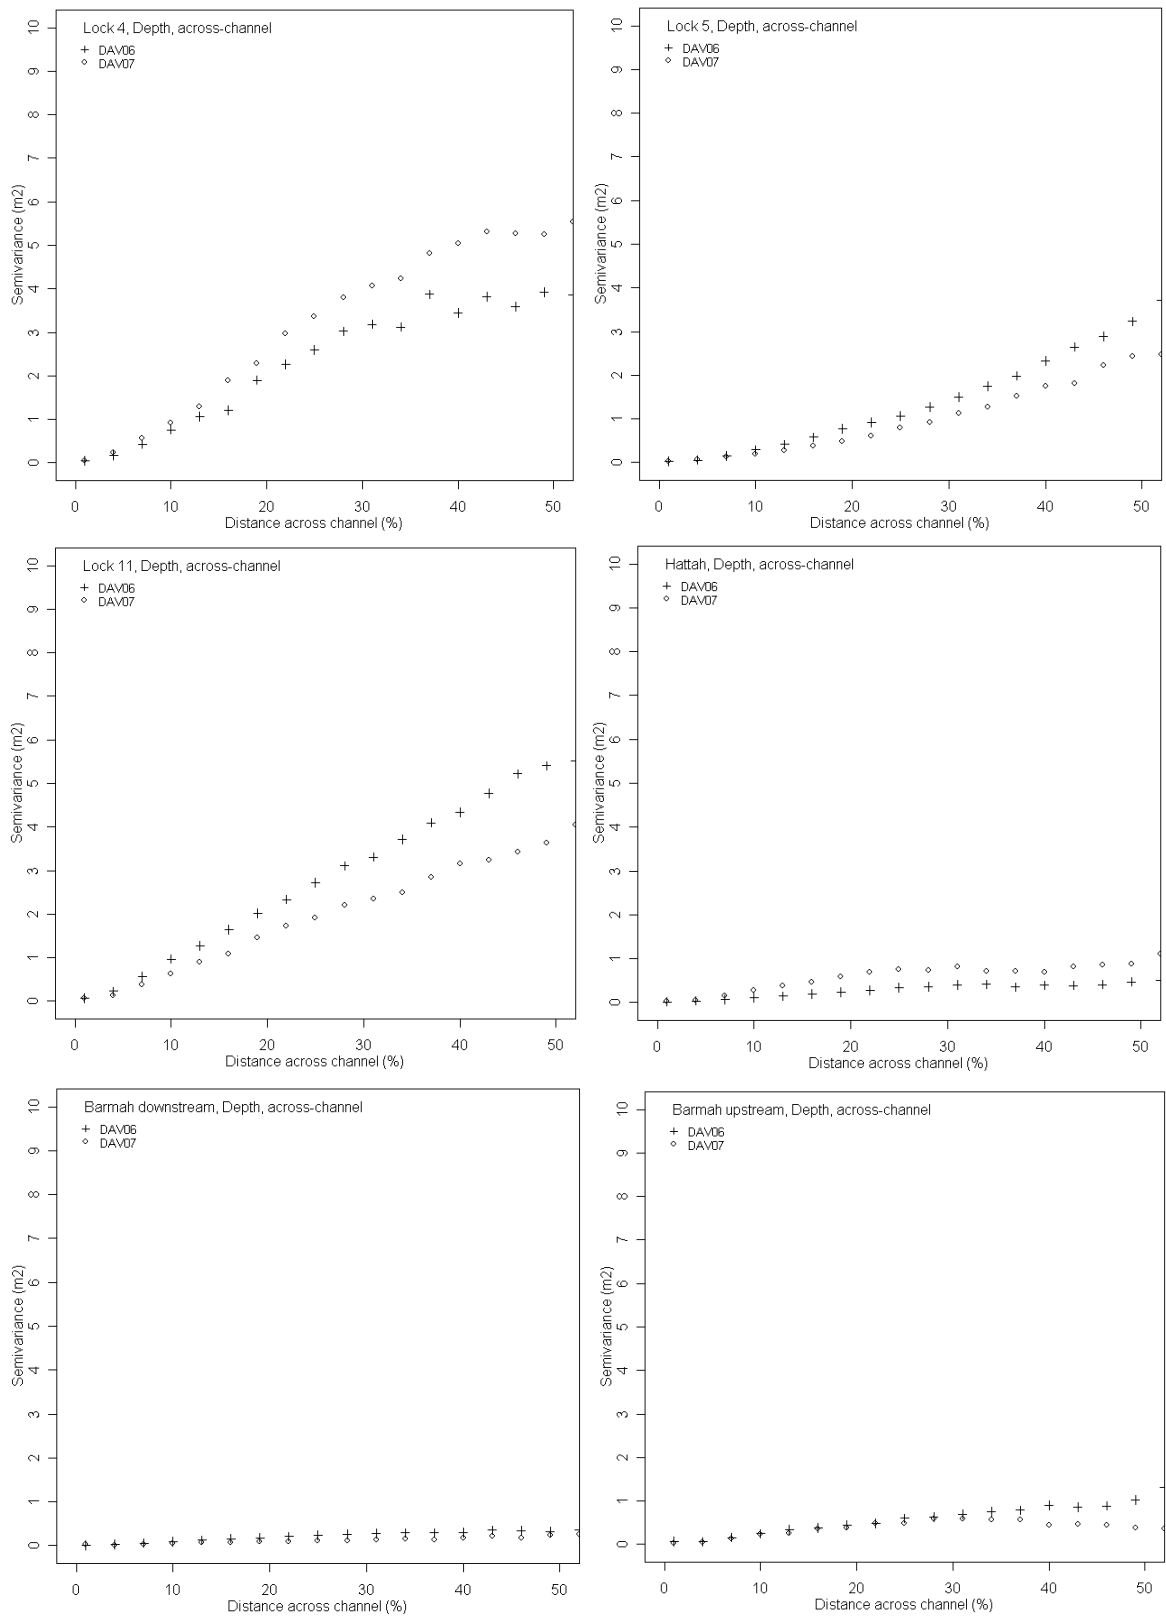 Lock 4, Depth, across-channel
DAV06
DAV07
Semivariance (m2)
0 1 2 3 4 5 6 7 8 9 10
0 10 20 30 40 50
Distance across channel (%)
Lock 5, Depth, across-channel
DAV06
DAV07
Semivariance (m2)
0 1 2 3 4 5 6 7 8 9 10
0 10 20 30 40 50
Distance across channel (%)
Lock 11, Depth, across-channel
DAV06
DAV07
Semivariance (m2)
0 1 2 3 4 5 6 7 8 9 10
0 10 20 30 40 50
Distance across channel (%)
Hattah, Depth, across-channel
DAV06
DAV07
Semivariance (m2)
0 1 2 3 4 5 6 7 8 9 10
0 10 20 30 40 50
Distance across channel (%)
Barmah downstream, Depth, across-channel
DAV06
DAV07
Semivariance (m2)
0 1 2 3 4 5 6 7 8 9 10
0 10 20 30 40 50
Distance across channel (%)
Barmah upstream, Depth, across-channel
DAV06
DAV07
Semivariance (m2)
0 1 2 3 4 5 6 7 8 9 10
0 10 20 30 40 50
Distance across channel (%)